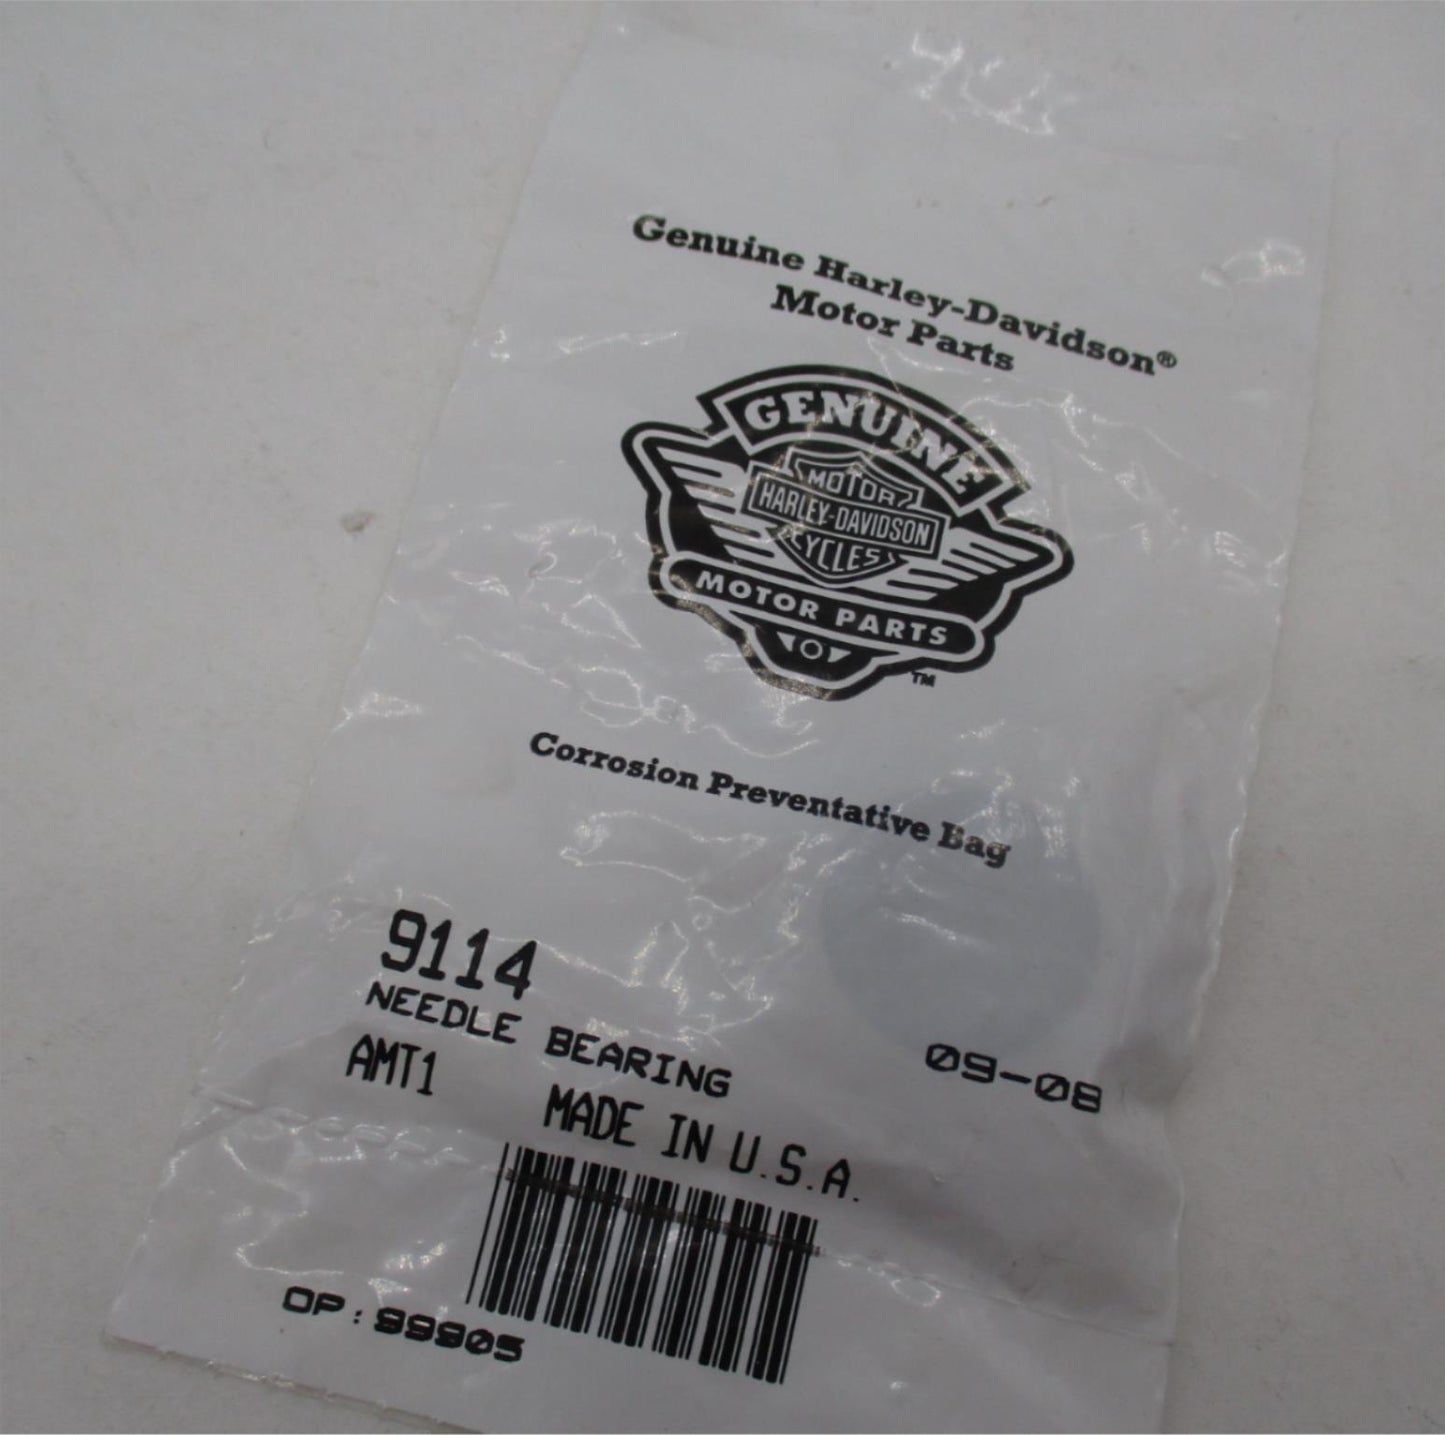 Genuine Harley-Davidson®
Motor Parts
GENUINE
MOTOR
HARLEY-DAVIDSON
CYCLES
MOTOR PARTS
TM
Corrosion Preventative Bag
9114
NEEDLE BEARING
AMT1
09-08
MADE IN U.S.A.
OP:99905